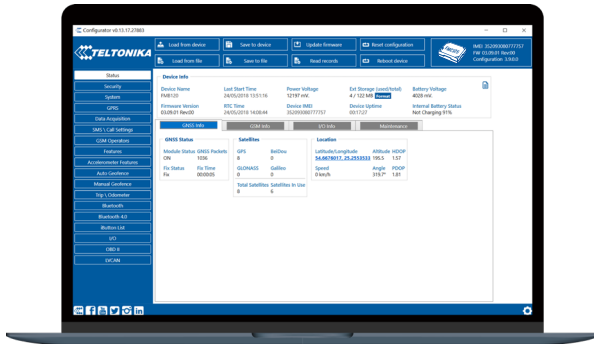 Configurator v0.13.17.27883
TELTONIKA
Load from device
Save to device
Update firmware
Reset configuration
Load from file
Save to file
Read records
Reboot device
FMB120
IMEI 352093080777757
FW 03.09.01 Rev:00
Configuration 3.9.0.0
Status
Security
System
GPRS
Data Acquisition
SMS \ Call Settings
GSM Operators
Features
Accelerometer Features
Auto Geofence
Manual Geofence
Trip \ Odometer
Bluetooth
Bluetooth 4.0
iButton List
I/O
OBD II
LVCAN
Device Info
Device Name Last Start Time Power Voltage Ext Storage (used/total) Battery Voltage
FMB120 24/05/2018 13:51:16 12197 mV. 4 / 122 MB Format 4028 mV.
Firmware Version RTC Time Device IMEI Device Uptime Internal Battery Status
03.09.01 Rev:00 24/05/2018 14:08:44 352093080777757 00:17:27 Not Charging 91%
GNSS Info GSM Info I/O Info Maintenance
GNSS Status
Module Status GNSS Packets
ON 1036
Fix Status Fix Time
Fix 00:00:05
Satellites
GPS BeiDou
8 0
GLONASS Galileo
0 0
Total Satellites Satellites in Use
8 6
Location
Latitude/Longitude Altitude HDOP
54.6676017, 25.2553533 195.5 1.57
Speed Angle PDOP
0 km/h 319.7° 1.81